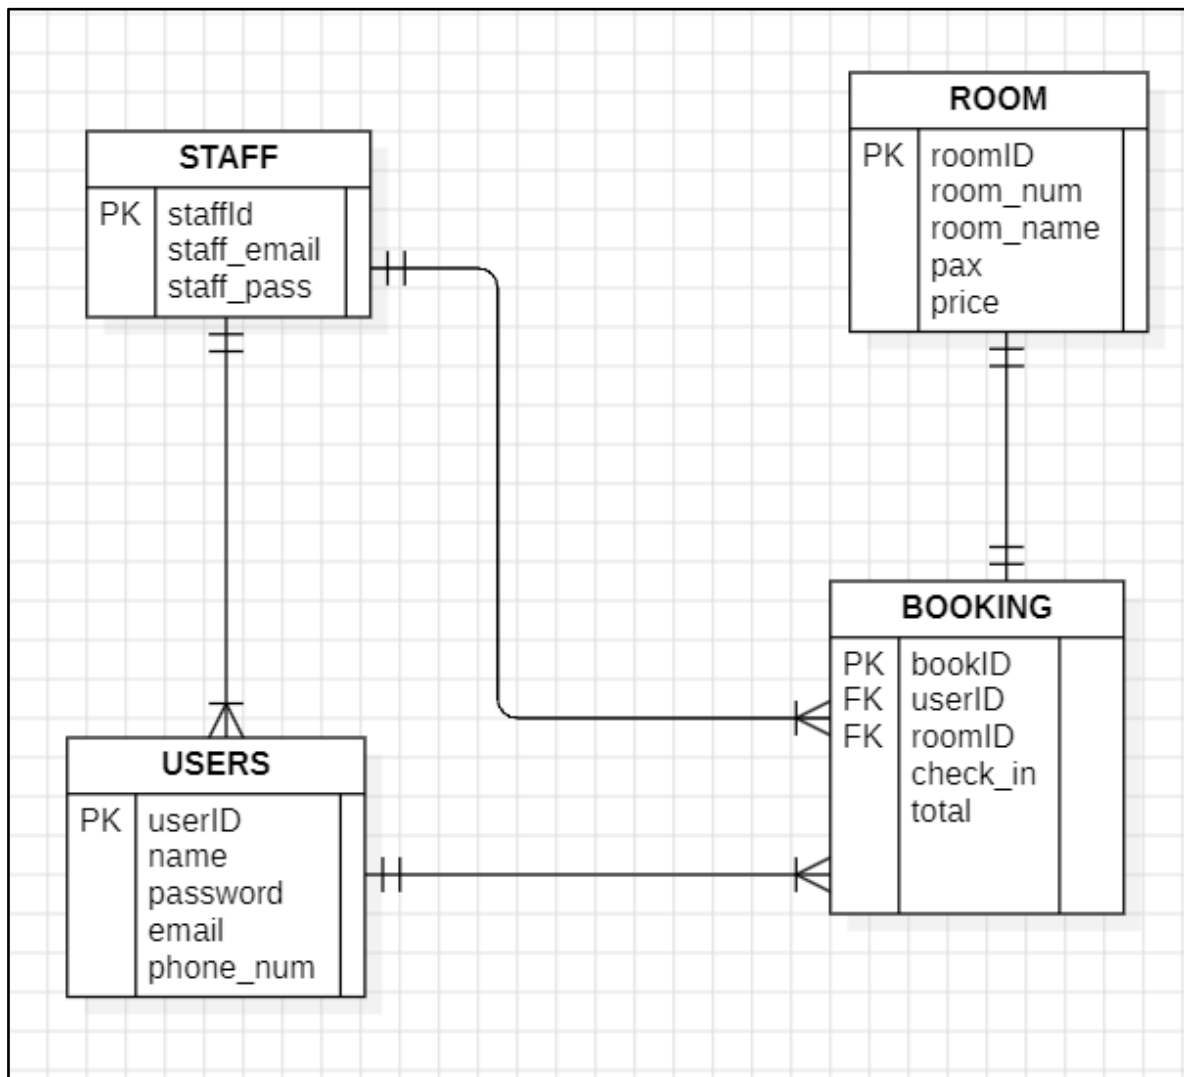 STAFF
PK staffId
staff_email
staff_pass
ROOM
PK roomID
room_num
room_name
pax
price
USERS
PK userID
name
password
email
phone_num
BOOKING
PK bookID
FK userID
FK roomID
check_in
total